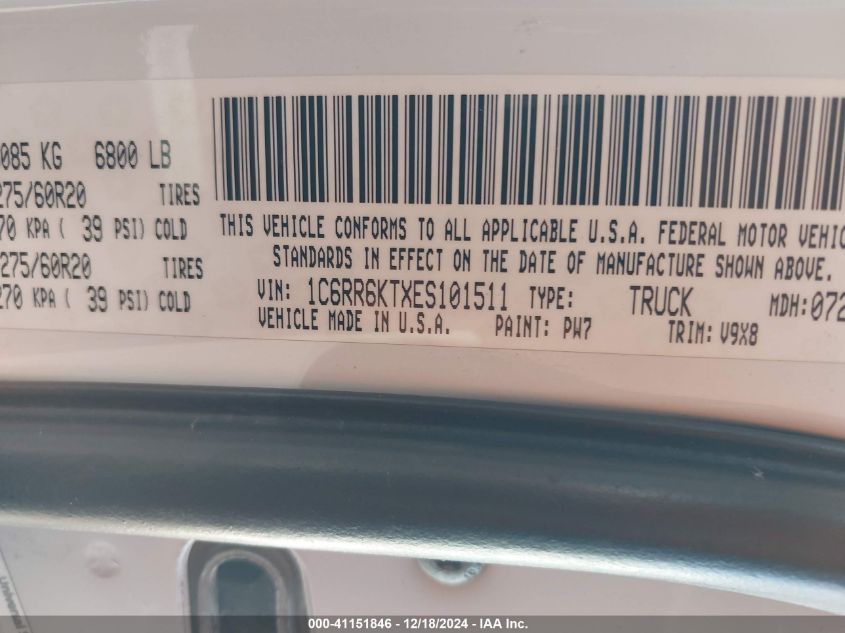 085 KG 6800 LB
275/60R20 TIRES
70 KPA ( 39 PSI) COLD
275/60R20 TIRES
270 KPA ( 39 PSI) COLD
THIS VEHICLE CONFORMS TO ALL APPLICABLE U.S.A. FEDERAL MOTOR VEHIC
STANDARDS IN EFFECT ON THE DATE OF MANUFACTURE SHOWN ABOVE.
VIN: 1C6RR6KTXES101511 TYPE: TRUCK MDH:072
VEHICLE MADE IN U.S.A. PAINT: PW7 TRIM: V9X8
Universal
000-41151846 / 12/18/2024 - IAA Inc.